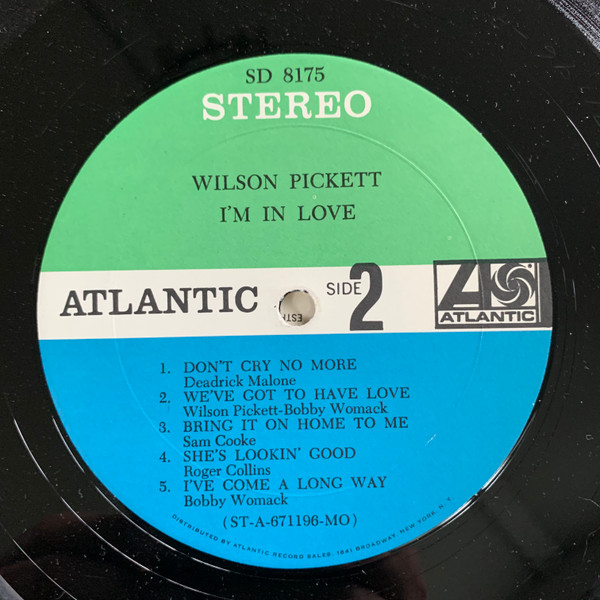 SD 8175
STEREO
WILSON PICKETT
I'M IN LOVE
ATLANTIC
SIDE 2
ATLANTIC
1. DON'T CRY NO MORE
Deadrick Malone
2. WE'VE GOT TO HAVE LOVE
Wilson Pickett-Bobby Womack
3. BRING IT ON HOME TO ME
Sam Cooke
4. SHE'S LOOKIN' GOOD
Roger Collins
5. I'VE COME A LONG WAY
Bobby Womack
(ST-A-671196-MO)
DISTRIBUTED BY ATLANTIC RECORD SALES, 1841 BROADWAY, NEW YORK, N.Y.